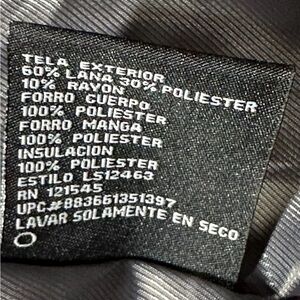 TELA EXTERIOR
60% LANA 30% POLIESTER
10% RAYON
FORRO CUERPO
100% POLIESTER
FORRO MANGA
100% POLIESTER
INSULACION
100% POLIESTER
ESTILO LS12463
RN 121545
UPC#883661351397
LAVAR SOLAMENTE EN SECO